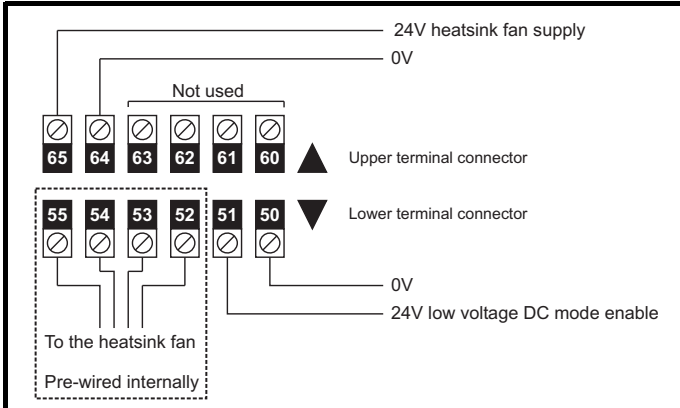 24V heatsink fan supply
0V
Not used
65 64 63 62 61 60
Upper terminal connector
55 54 53 52 51 50
Lower terminal connector
0V
24V low voltage DC mode enable
To the heatsink fan
Pre-wired internally